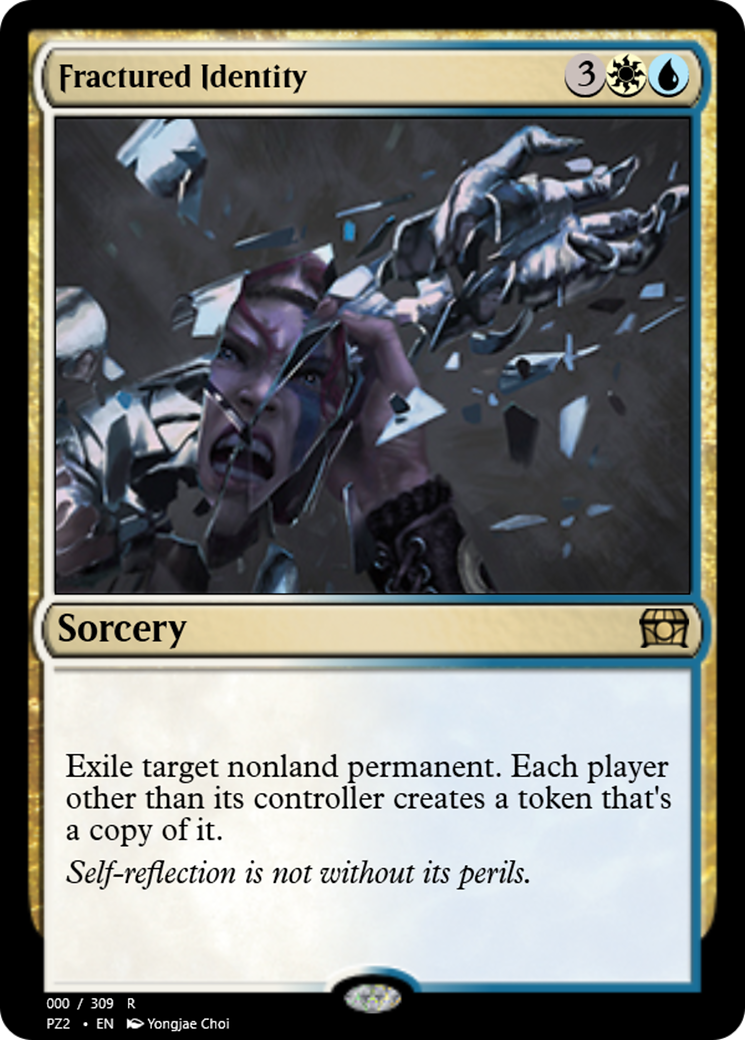 Fractured Identity 3
Sorcery
Exile target nonland permanent. Each player
other than its controller creates a token that's
a copy of it.
Self-reflection is not without its perils.
000 / 309 R
PZ2 • EN Yongjae Choi